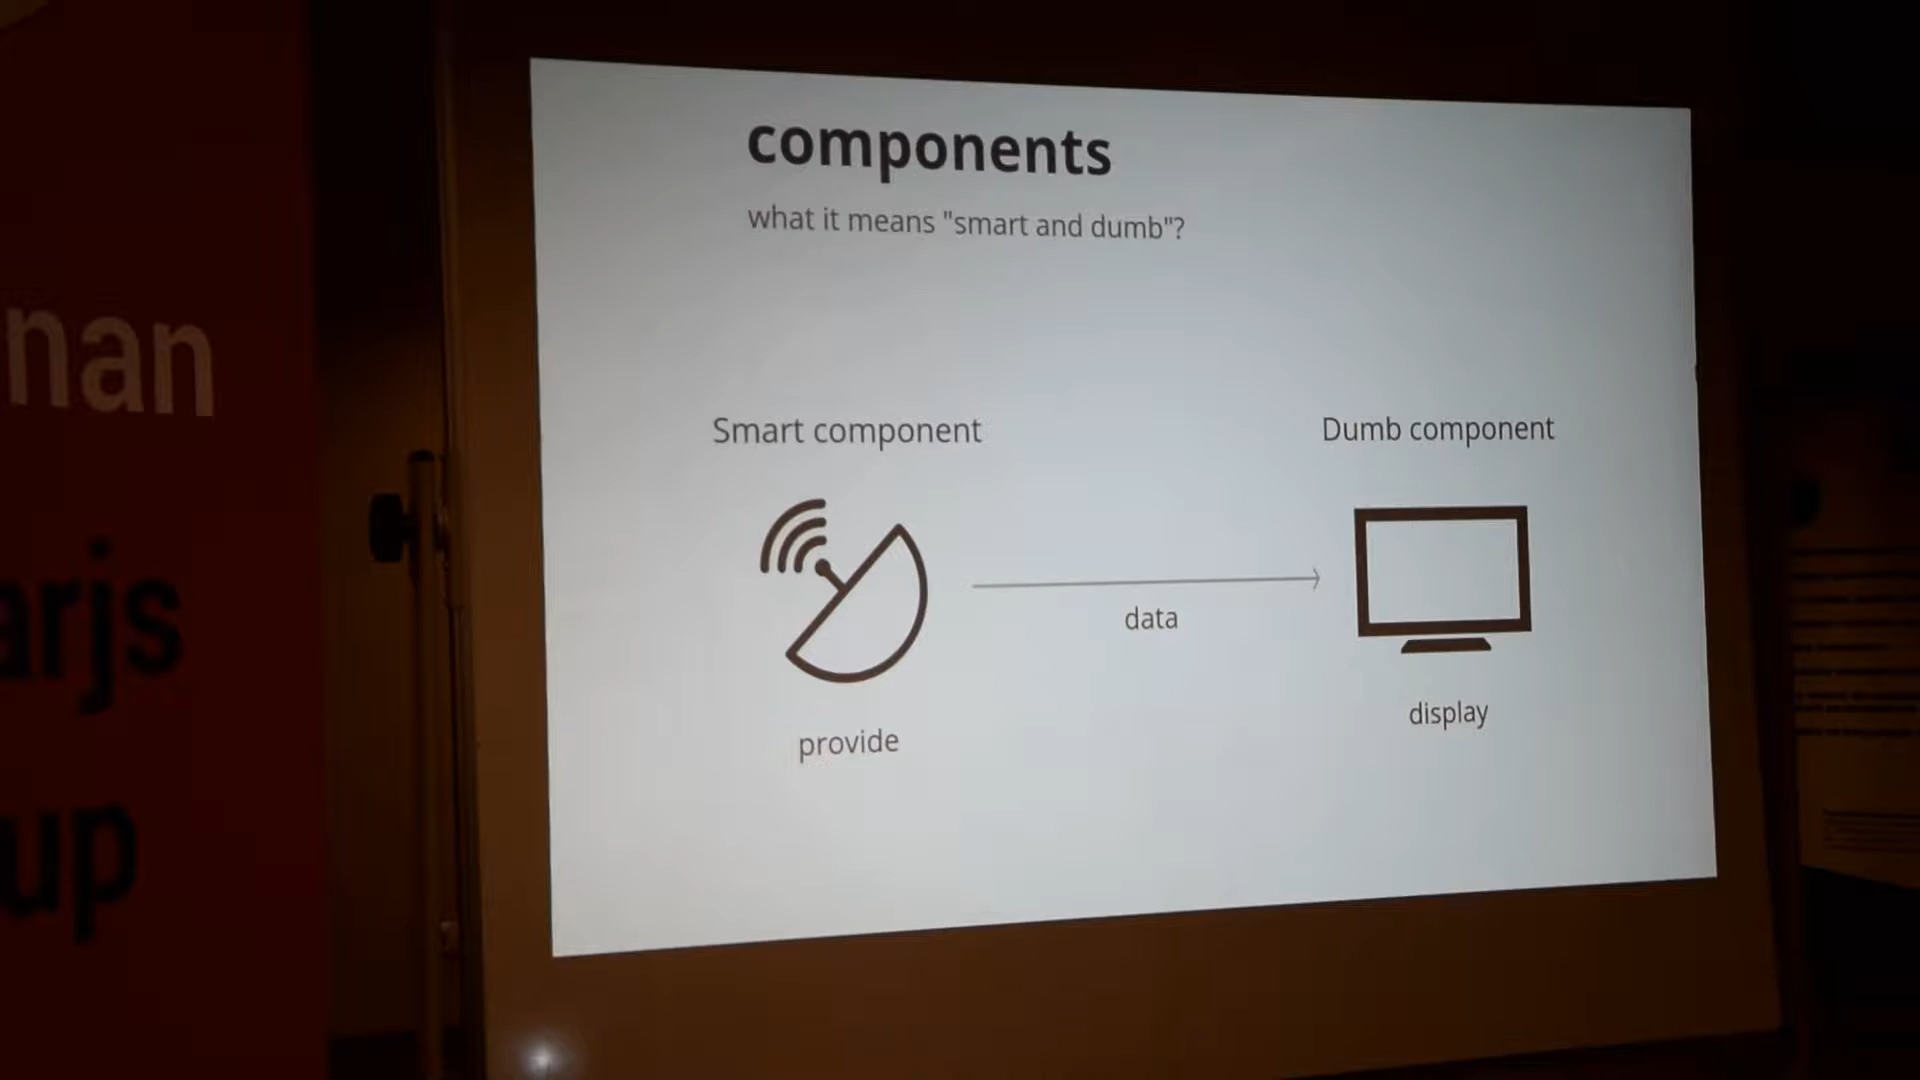 components
what it means "smart and dumb"?
Smart component
Dumb component
data
provide
display
nan
arjs
up